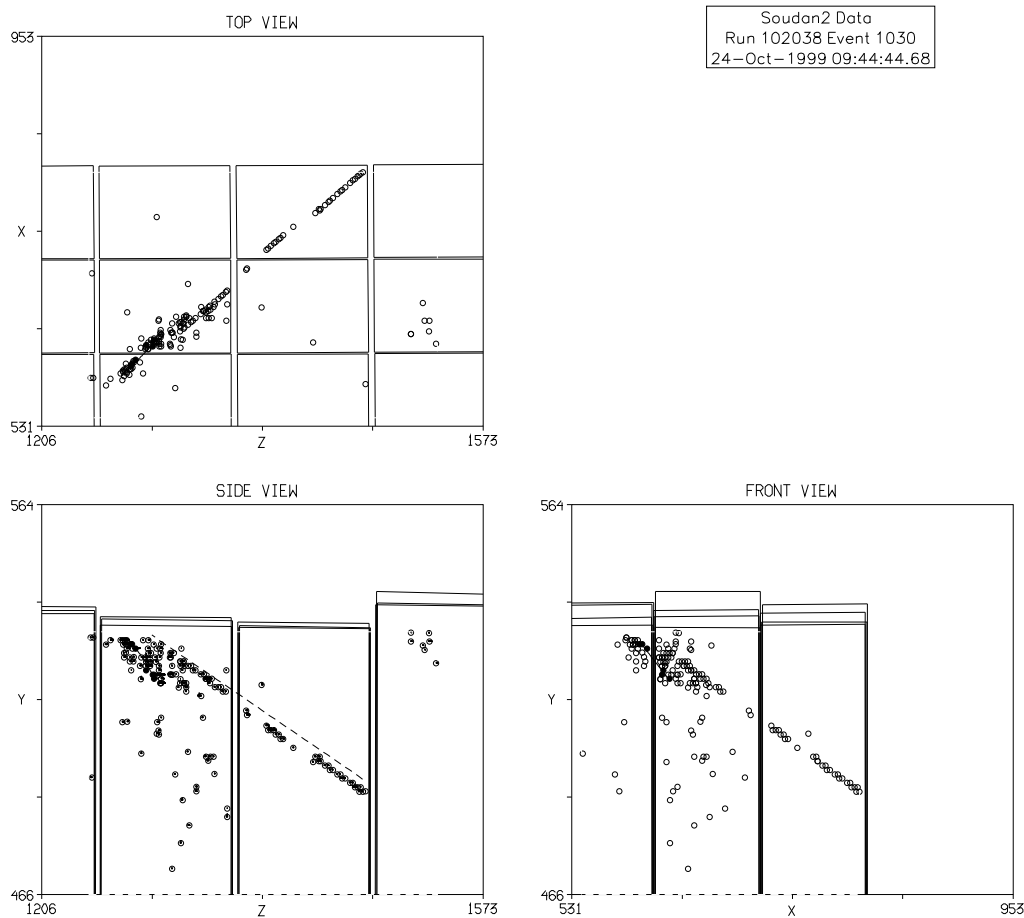 TOP VIEW
Soudan2 Data
Run 102038 Event 1030
24-Oct-1999 09:44:44.68
953
X
531
1206
Z
1573
SIDE VIEW
564
Y
466
1206
Z
1573
FRONT VIEW
564
Y
466
531
X
953